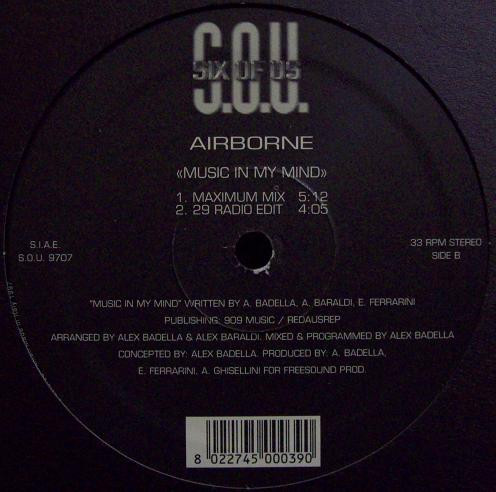 S.O.U.
SIX OF US
AIRBORNE
«MUSIC IN MY MIND»
1. MAXIMUM MIX 5:12
2. 29 RADIO EDIT 4:05
S.I.A.E.
S.O.U. 9707
33 RPM STEREO
SIDE B
"MUSIC IN MY MIND" WRITTEN BY A. BADELLA, A. BARALDI, E. FERRARINI
PUBLISHING: 909 MUSIC / REDAUSREP
ARRANGED BY ALEX BADELLA & ALEX BARALDI. MIXED & PROGRAMMED BY ALEX BADELLA
CONCEPTED BY: ALEX BADELLA. PRODUCED BY: A. BADELLA,
E. FERRARINI, A. GHISELLINI FOR FREESOUND PROD.
8 022745 000390